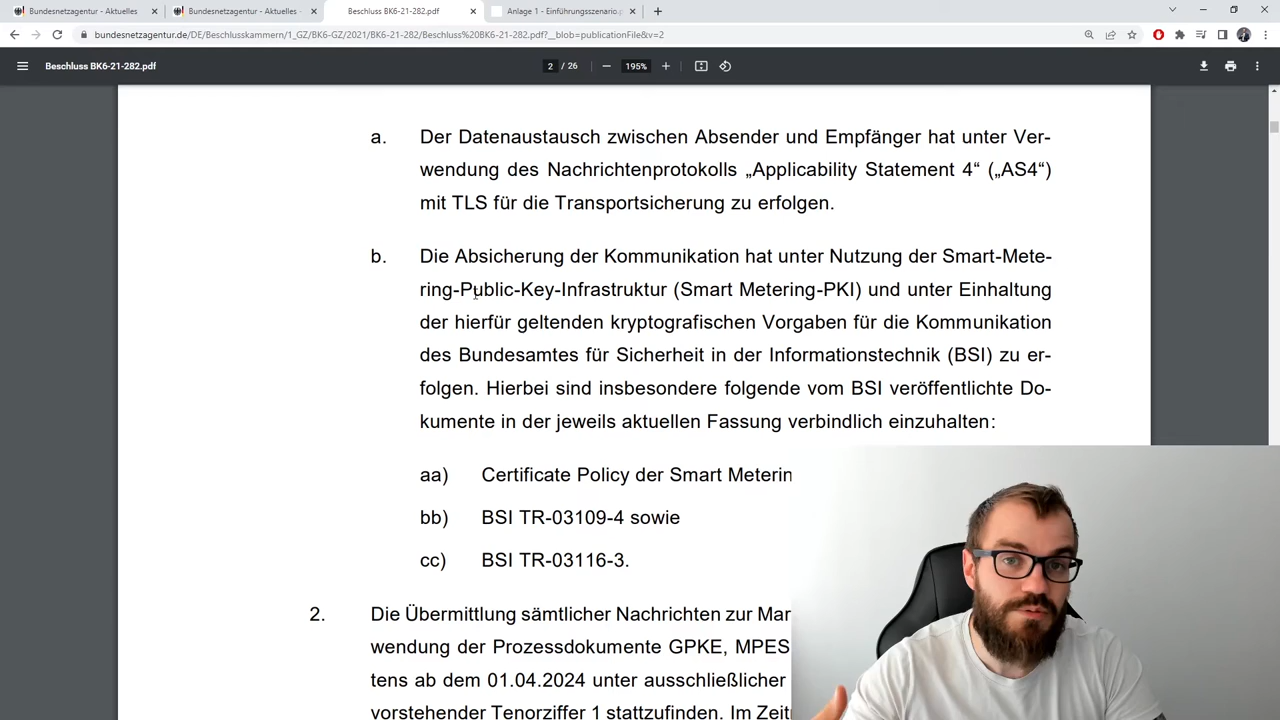 Bundesnetzagentur - Aktuelles
Bundesnetzagentur - Aktuelles -
Beschluss BK6-21-282.pdf
Anlage 1 - Einführungsszenario.p
bundesnetzagentur.de/DE/Beschlusskammern/1_GZ/BK6-GZ/2021/BK6-21-282/Beschluss%20BK6-21-282.pdf?__blob=publicationFile&v=2
Beschluss BK6-21-282.pdf
2 / 26
195%
a. Der Datenaustausch zwischen Absender und Empfänger hat unter Ver-
wendung des Nachrichtenprotokolls „Applicability Statement 4“ („AS4“)
mit TLS für die Transportsicherung zu erfolgen.
b. Die Absicherung der Kommunikation hat unter Nutzung der Smart-Mete-
ring-Public-Key-Infrastruktur (Smart Metering-PKI) und unter Einhaltung
der hierfür geltenden kryptografischen Vorgaben für die Kommunikation
des Bundesamtes für Sicherheit in der Informationstechnik (BSI) zu er-
folgen. Hierbei sind insbesondere folgende vom BSI veröffentlichte Do-
kumente in der jeweils aktuellen Fassung verbindlich einzuhalten:
aa) Certificate Policy der Smart Meterin
bb) BSI TR-03109-4 sowie
cc) BSI TR-03116-3.
2. Die Übermittlung sämtlicher Nachrichten zur Mar
wendung der Prozessdokumente GPKE, MPES
tens ab dem 01.04.2024 unter ausschließlicher
vorstehender Tenorziffer 1 stattzufinden. Im Zeit